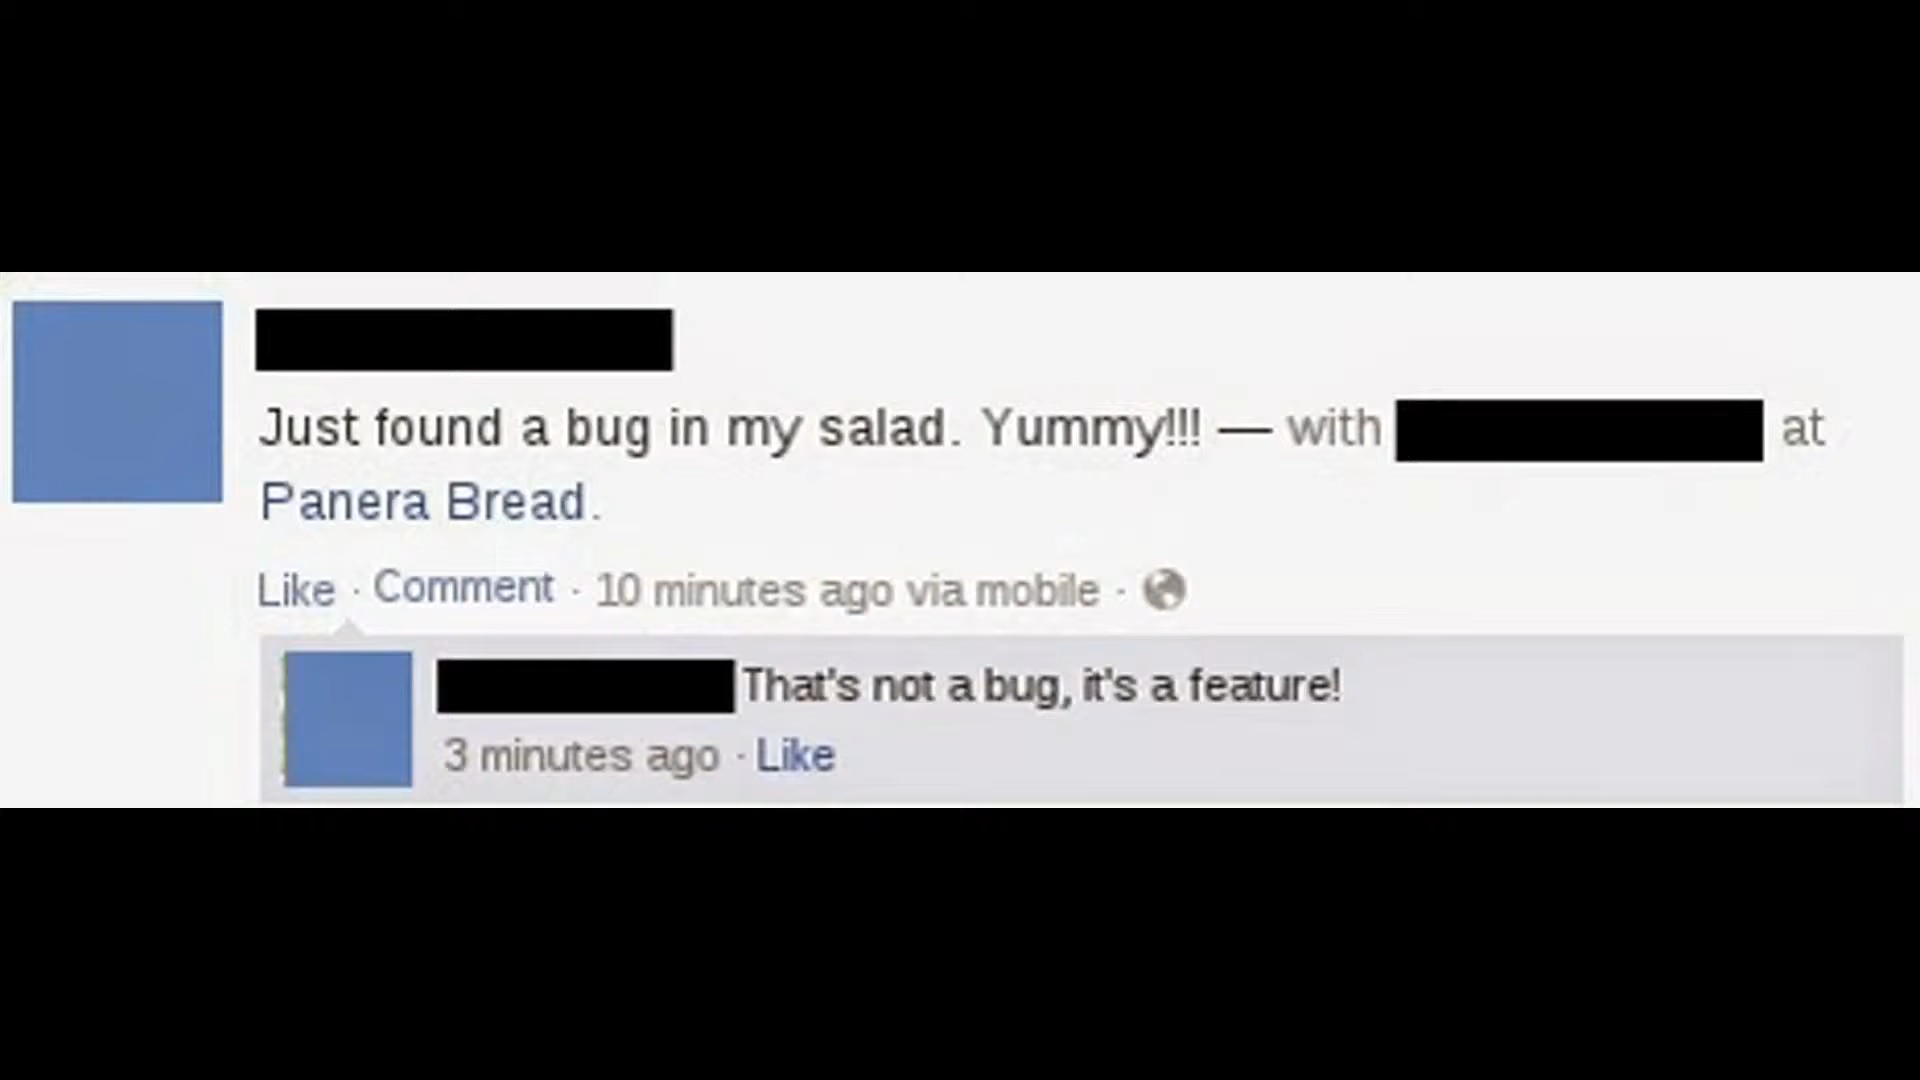 Just found a bug in my salad. Yummy!!! — with at
Panera Bread.
Like · Comment · 10 minutes ago via mobile ·
That's not a bug, it's a feature!
3 minutes ago · Like